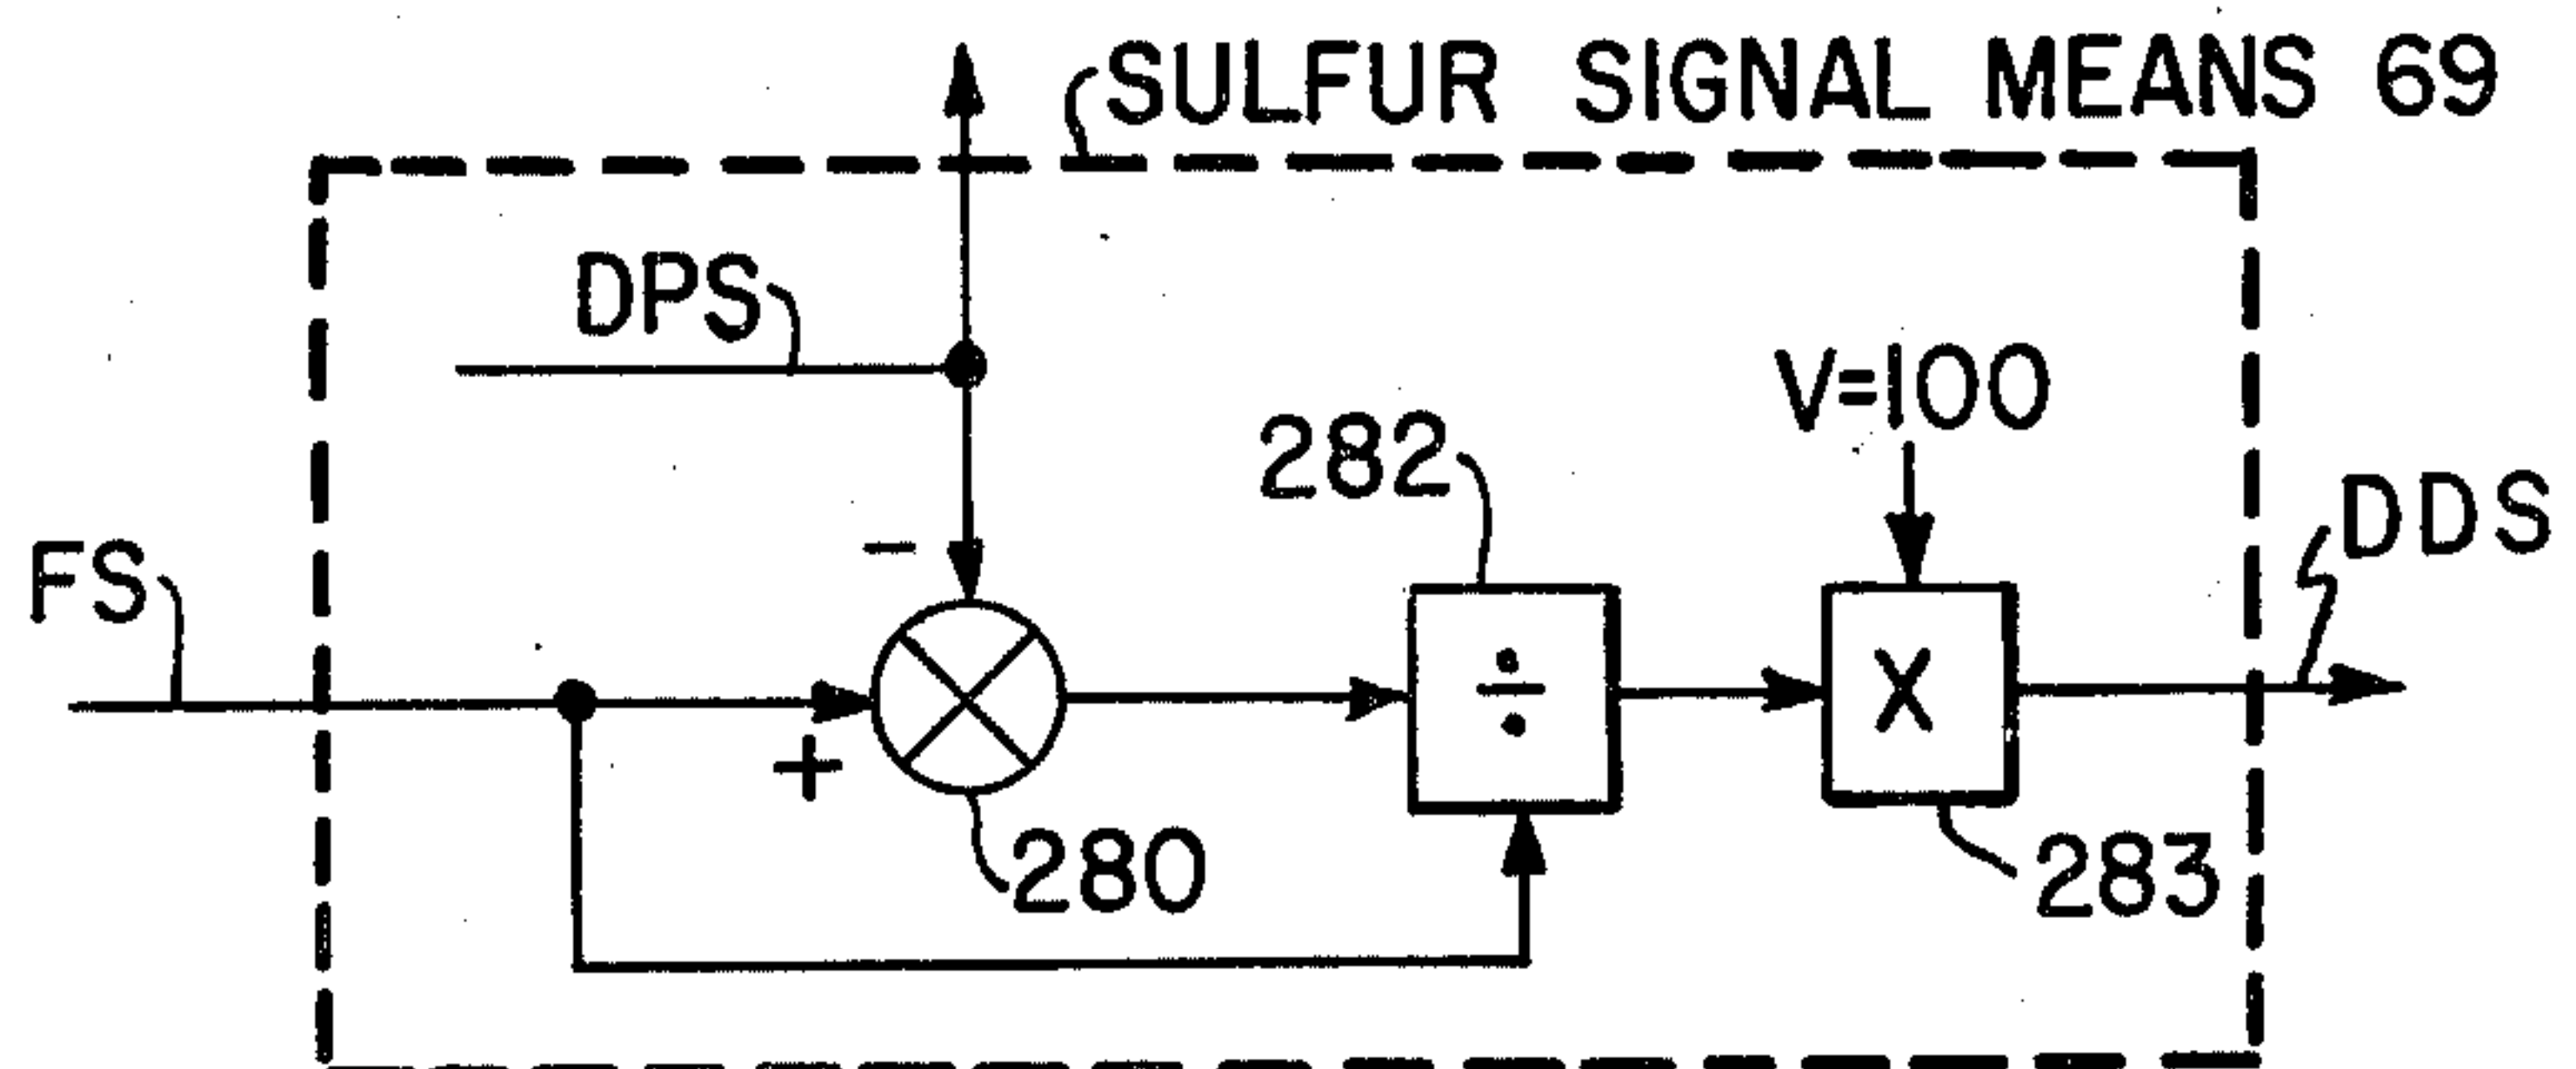 SULFUR SIGNAL MEANS 69
DPS
V=100
282
DDS
FS
-
÷
X
+
280
283